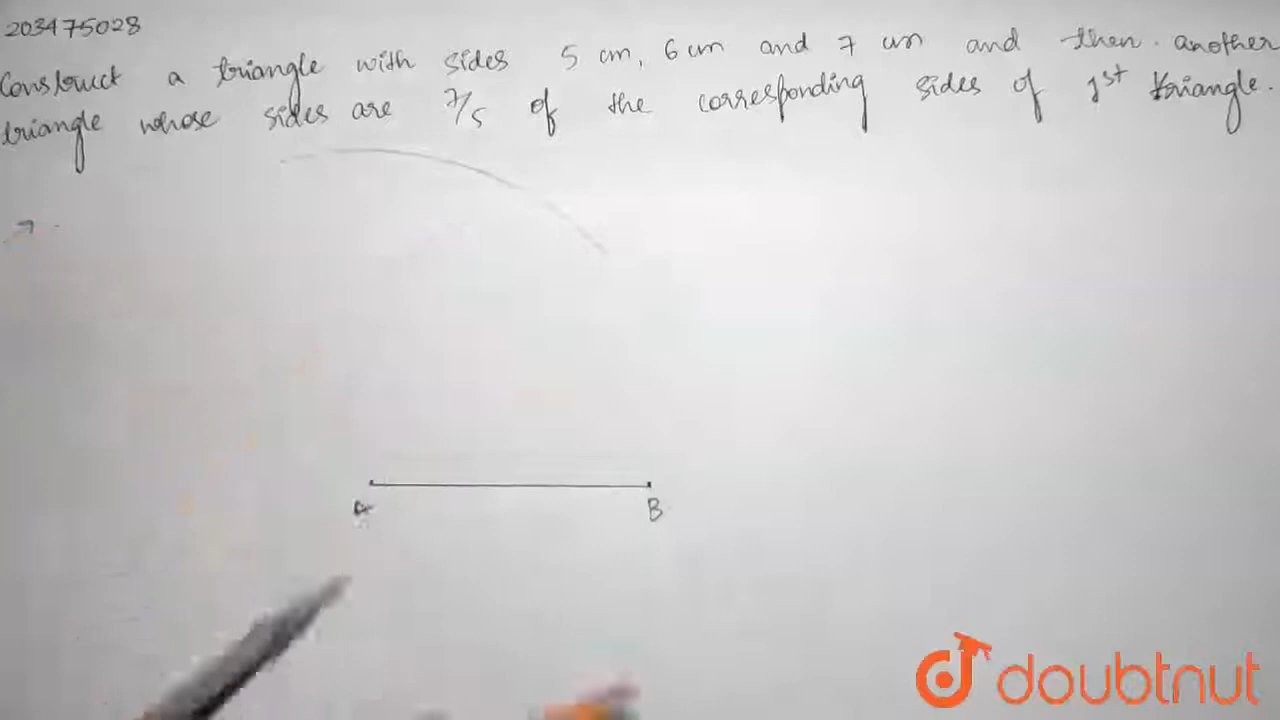 203475028
Construct a triangle with sides 5 cm, 6 cm and 7 cm and then another
triangle whose sides are 7/5 of the corresponding sides of 1st triangle.
A B
doubtnut